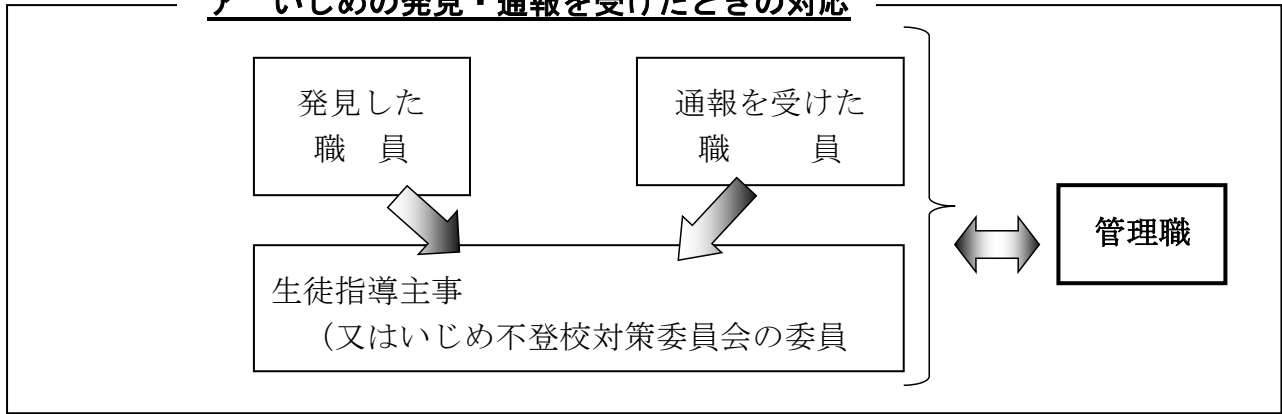 ア　いじめの発見・通報を受けたときの対応
発見した
職　員
通報を受けた
職　　員
管理職
生徒指導主事
（又はいじめ不登校対策委員会の委員